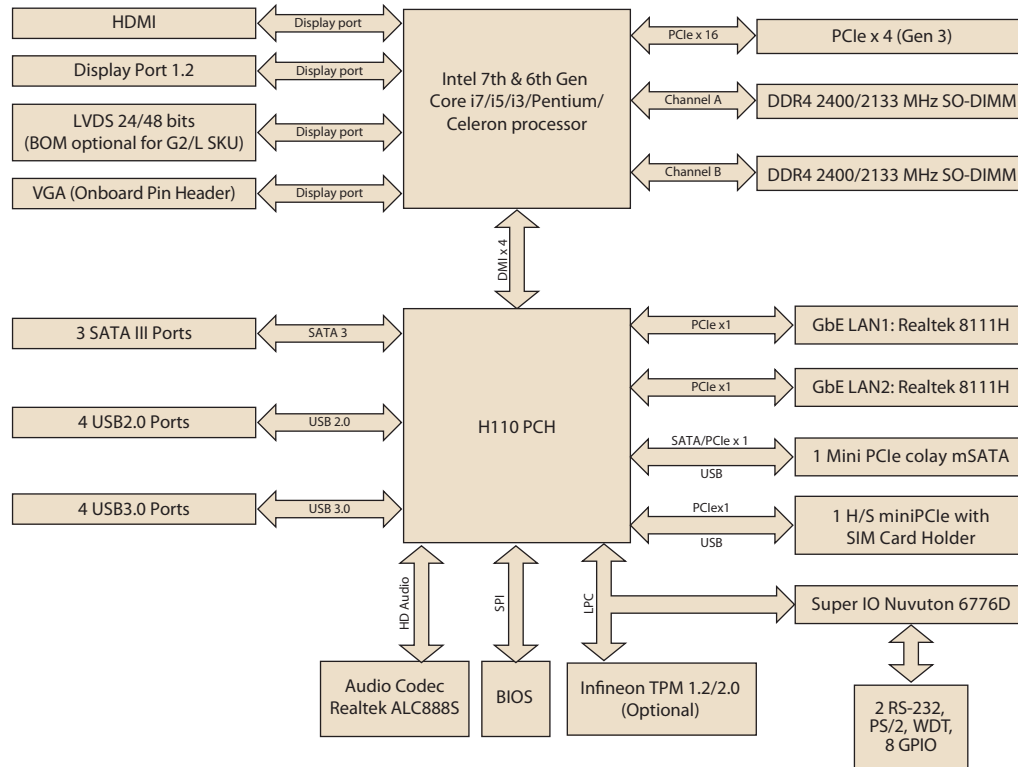 HDMI
Display port
Display Port 1.2
Display port
LVDS 24/48 bits
(BOM optional for G2/L SKU)
Display port
VGA (Onboard Pin Header)
Display port
Intel 7th & 6th Gen
Core i7/i5/i3/Pentium/
Celeron processor
PCIe x 16
PCIe x 4 (Gen 3)
Channel A
DDR4 2400/2133 MHz SO-DIMM
Channel B
DDR4 2400/2133 MHz SO-DIMM
DMI x 4
3 SATA III Ports
SATA 3
4 USB2.0 Ports
USB 2.0
4 USB3.0 Ports
USB 3.0
H110 PCH
PCIe x1
GbE LAN1: Realtek 8111H
PCIe x1
GbE LAN2: Realtek 8111H
SATA/PCIe x 1
USB
1 Mini PCIe colay mSATA
PCIex1
USB
1 H/S miniPCIe with
SIM Card Holder
HD Audio
SPI
LPC
Super IO Nuvuton 6776D
Audio Codec
Realtek ALC888S
BIOS
Infineon TPM 1.2/2.0
(Optional)
2 RS-232,
PS/2, WDT,
8 GPIO